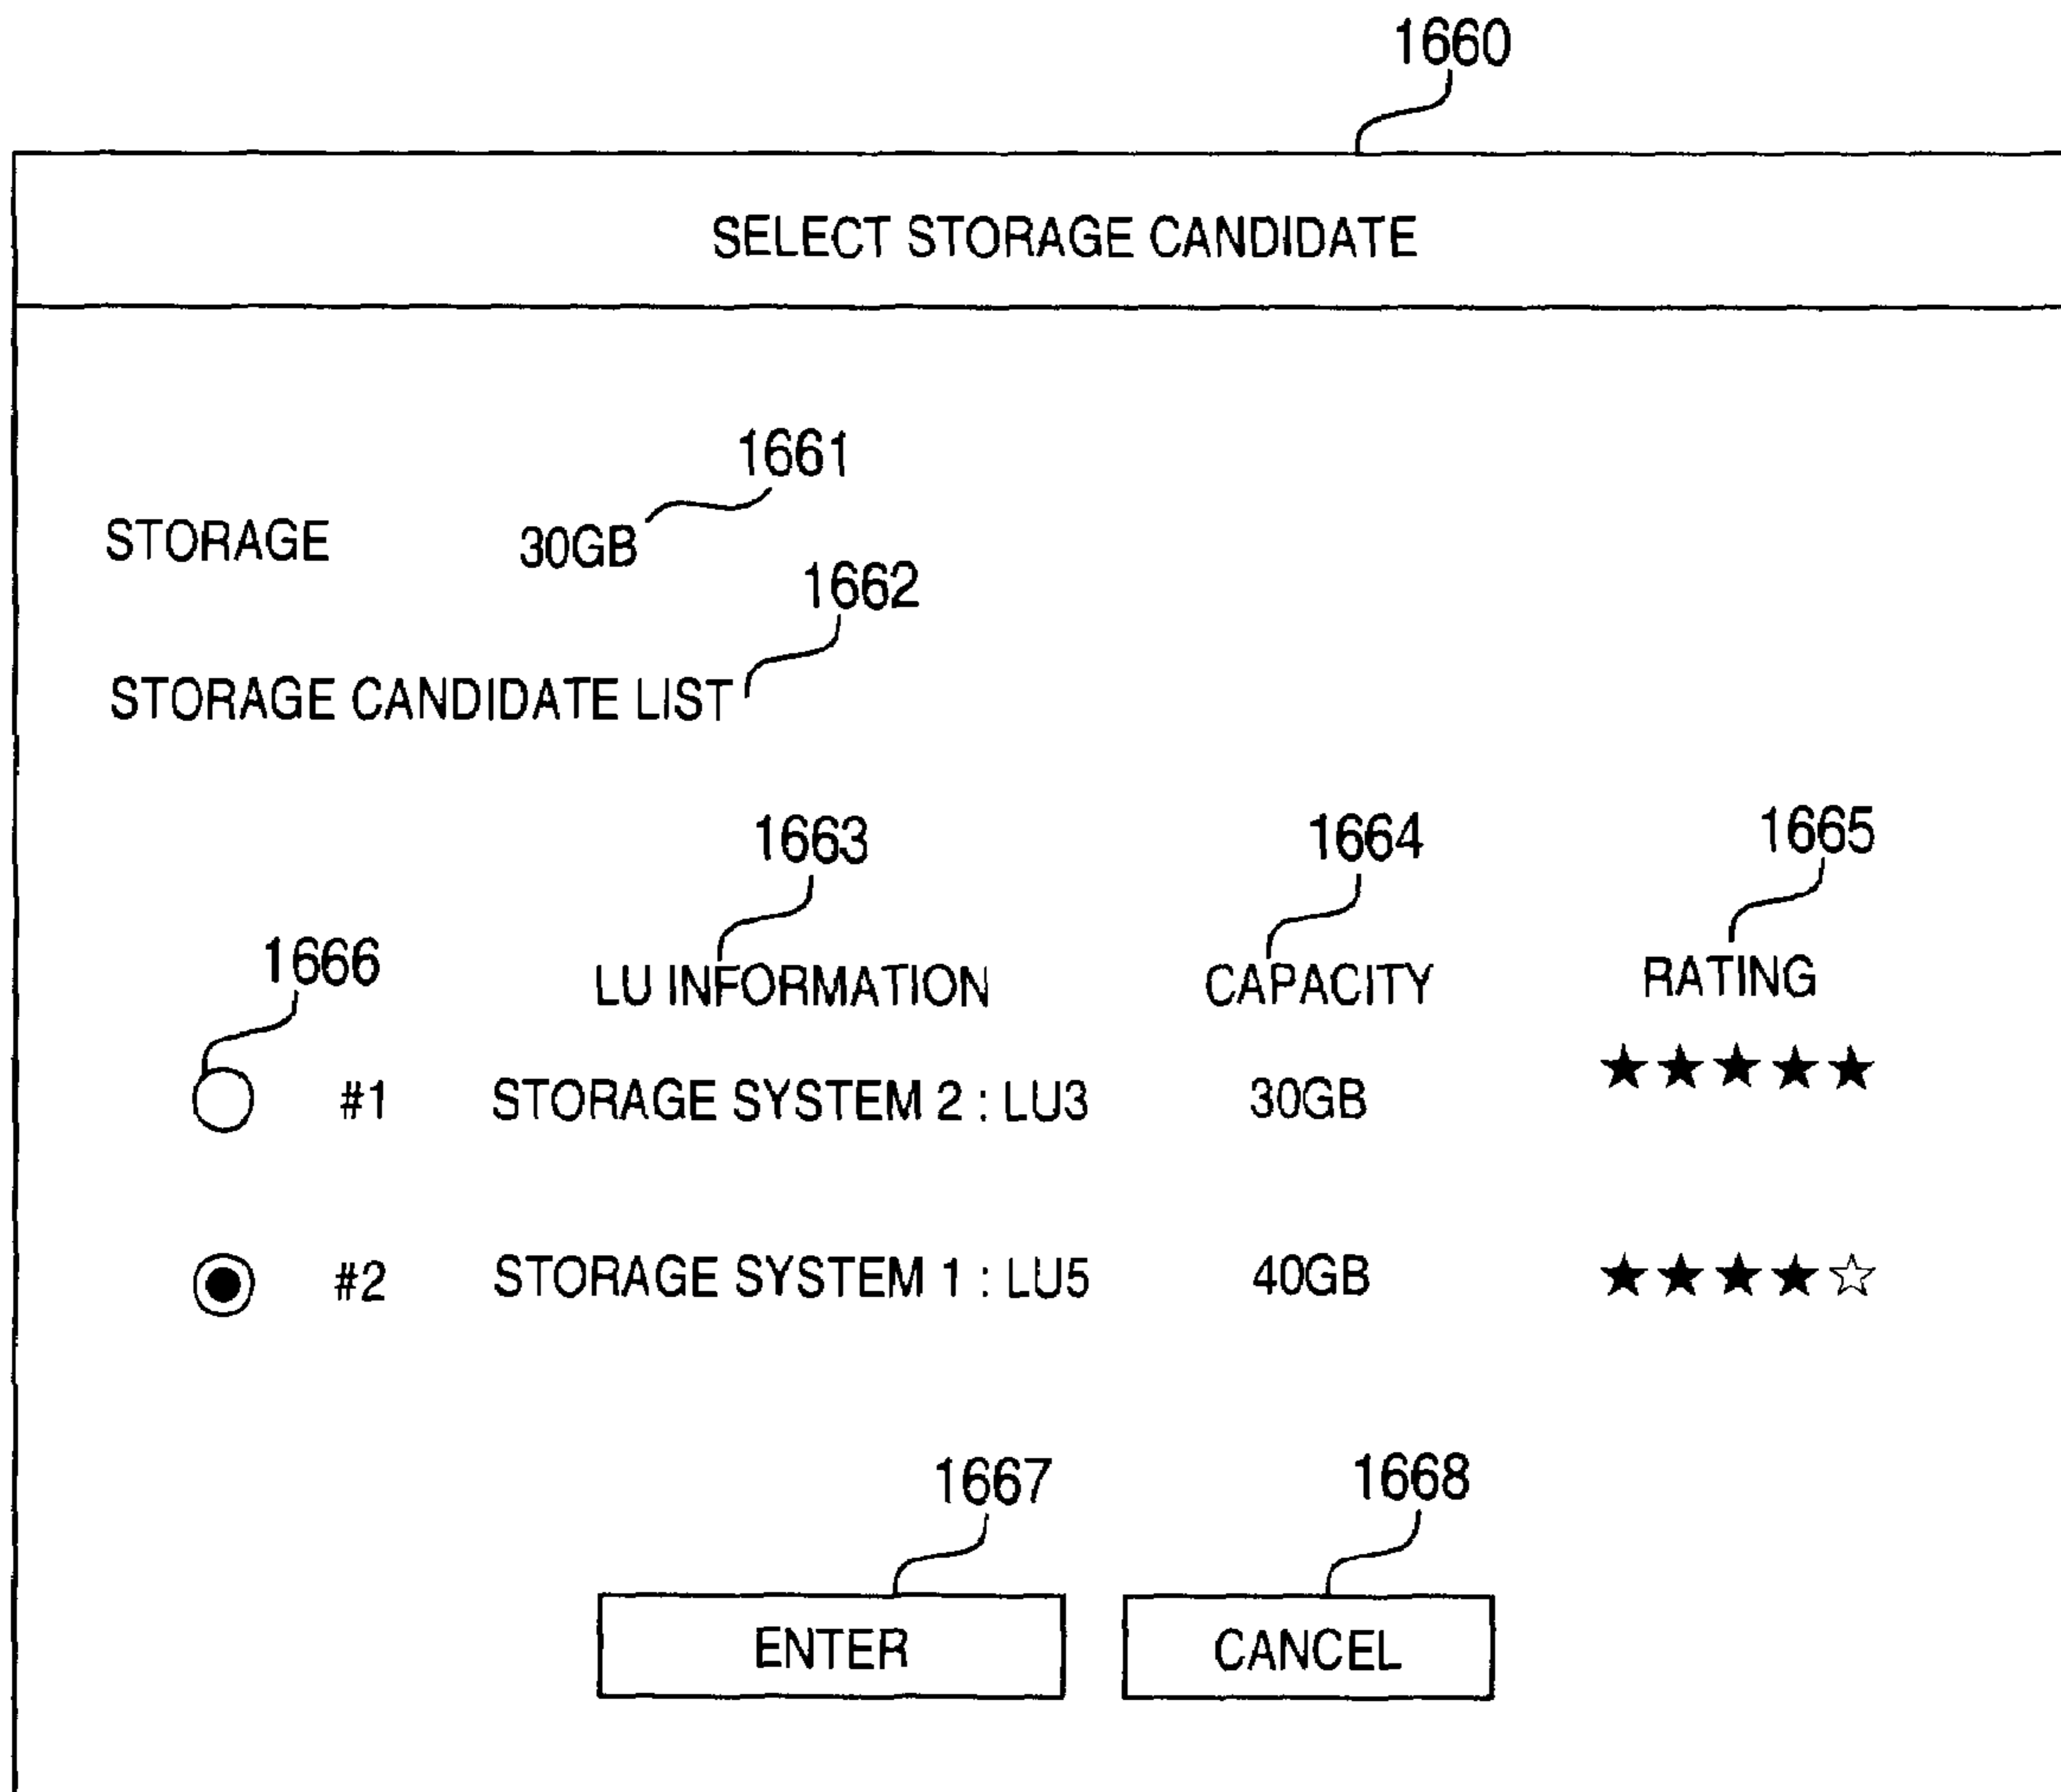 1660
SELECT STORAGE CANDIDATE
1661
STORAGE 30GB
1662
STORAGE CANDIDATE LIST
1663 1664 1665
1666
LU INFORMATION CAPACITY RATING
#1 STORAGE SYSTEM 2 : LU3 30GB ★★★★★
#2 STORAGE SYSTEM 1 : LU5 40GB ★★★★☆
1667 1668
ENTER CANCEL